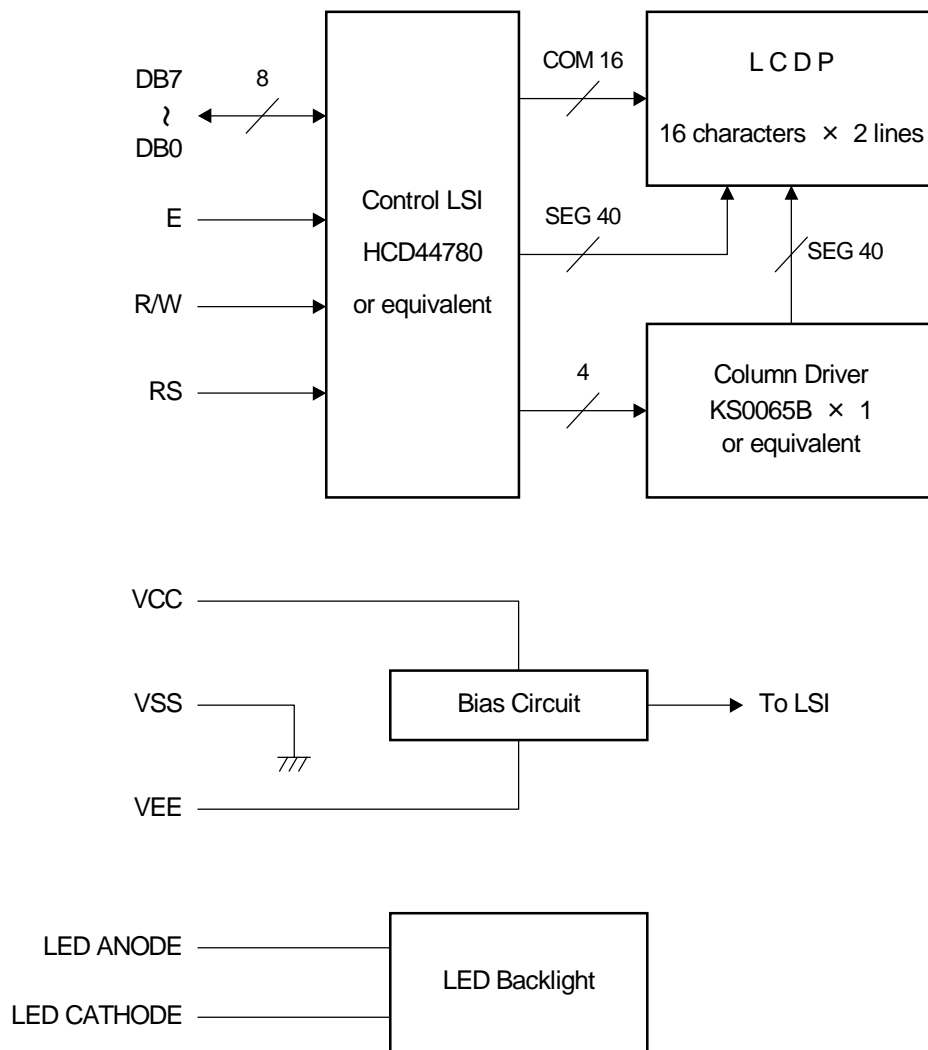 DB7
~
DB0
8
E
R/W
RS
Control LSI
HCD44780
or equivalent
COM 16
SEG 40
4
L C D P
16 characters × 2 lines
SEG 40
Column Driver
KS0065B × 1
or equivalent
VCC
VSS
VEE
Bias Circuit
To LSI
LED ANODE
LED CATHODE
LED Backlight